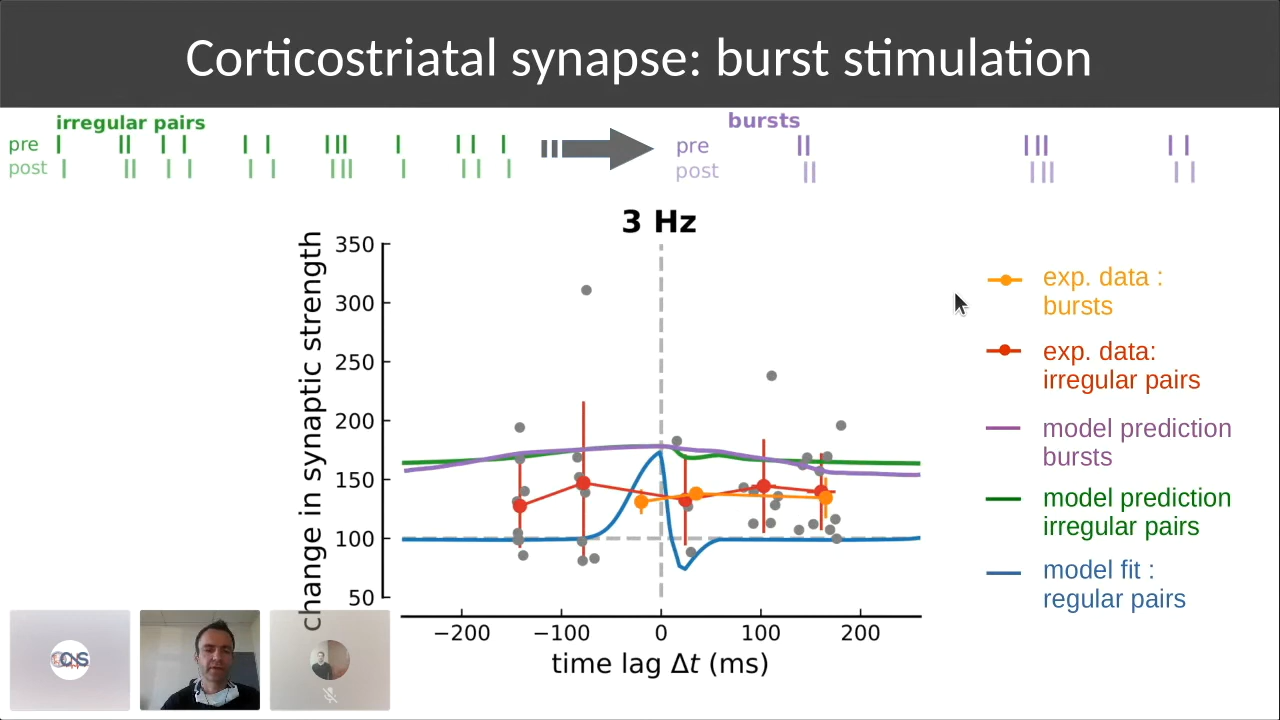 Corticostriatal synapse: burst stimulation
irregular pairs
pre
post
bursts
pre
post
3 Hz
change in synaptic strength
350
300
250
200
150
100
50
−200 −100 0 100 200
time lag Δt (ms)
exp. data :
bursts
exp. data:
irregular pairs
model prediction
bursts
model prediction
irregular pairs
model fit :
regular pairs